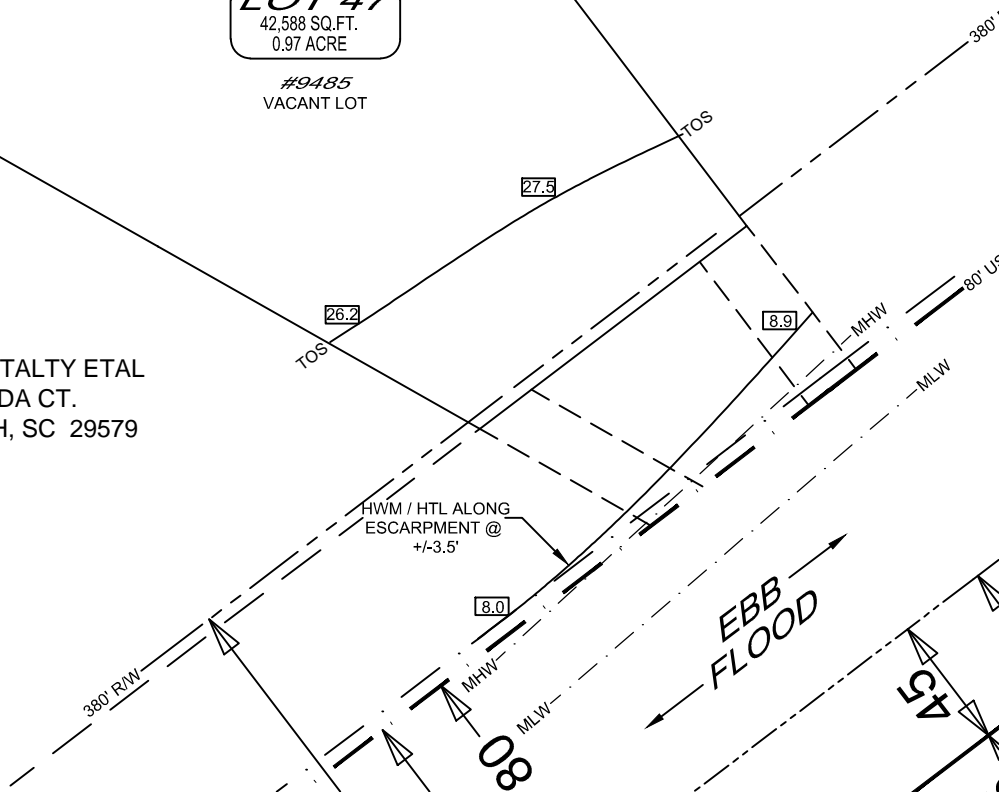 LOT 47
42,588 SQ.FT.
0.97 ACRE
#9485
VACANT LOT
380'
TOS
27.5
26.2
TOS
80' US
8.9
MHW
MLW
TALTY ETAL
DA CT.
H, SC 29579
HWM / HTL ALONG
ESCARPMENT @
+/-3.5'
8.0
EBB
FLOOD
380' R/W
MHW
MLW
45
80